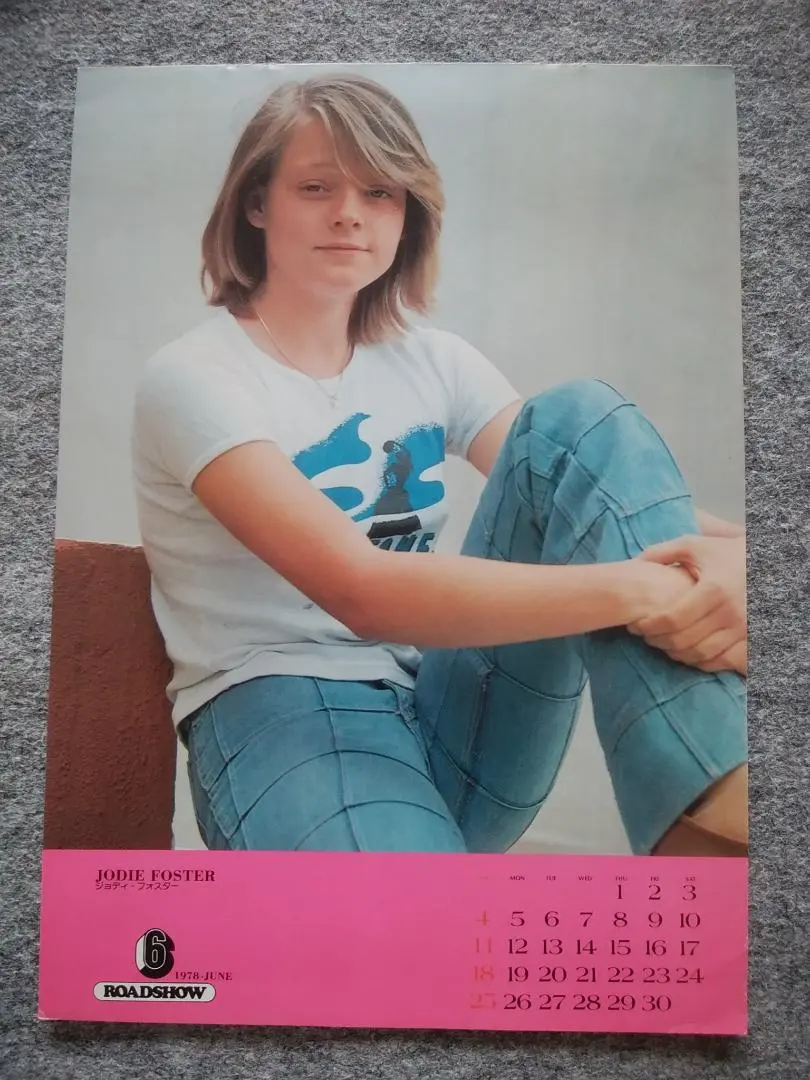 JODIE FOSTER
ジョディ・フォスター
6
1978-JUNE
ROADSHOW
MON TUE WED THU FRI SAT
1 2 3
4 5 6 7 8 9 10
11 12 13 14 15 16 17
18 19 20 21 22 23 24
25 26 27 28 29 30